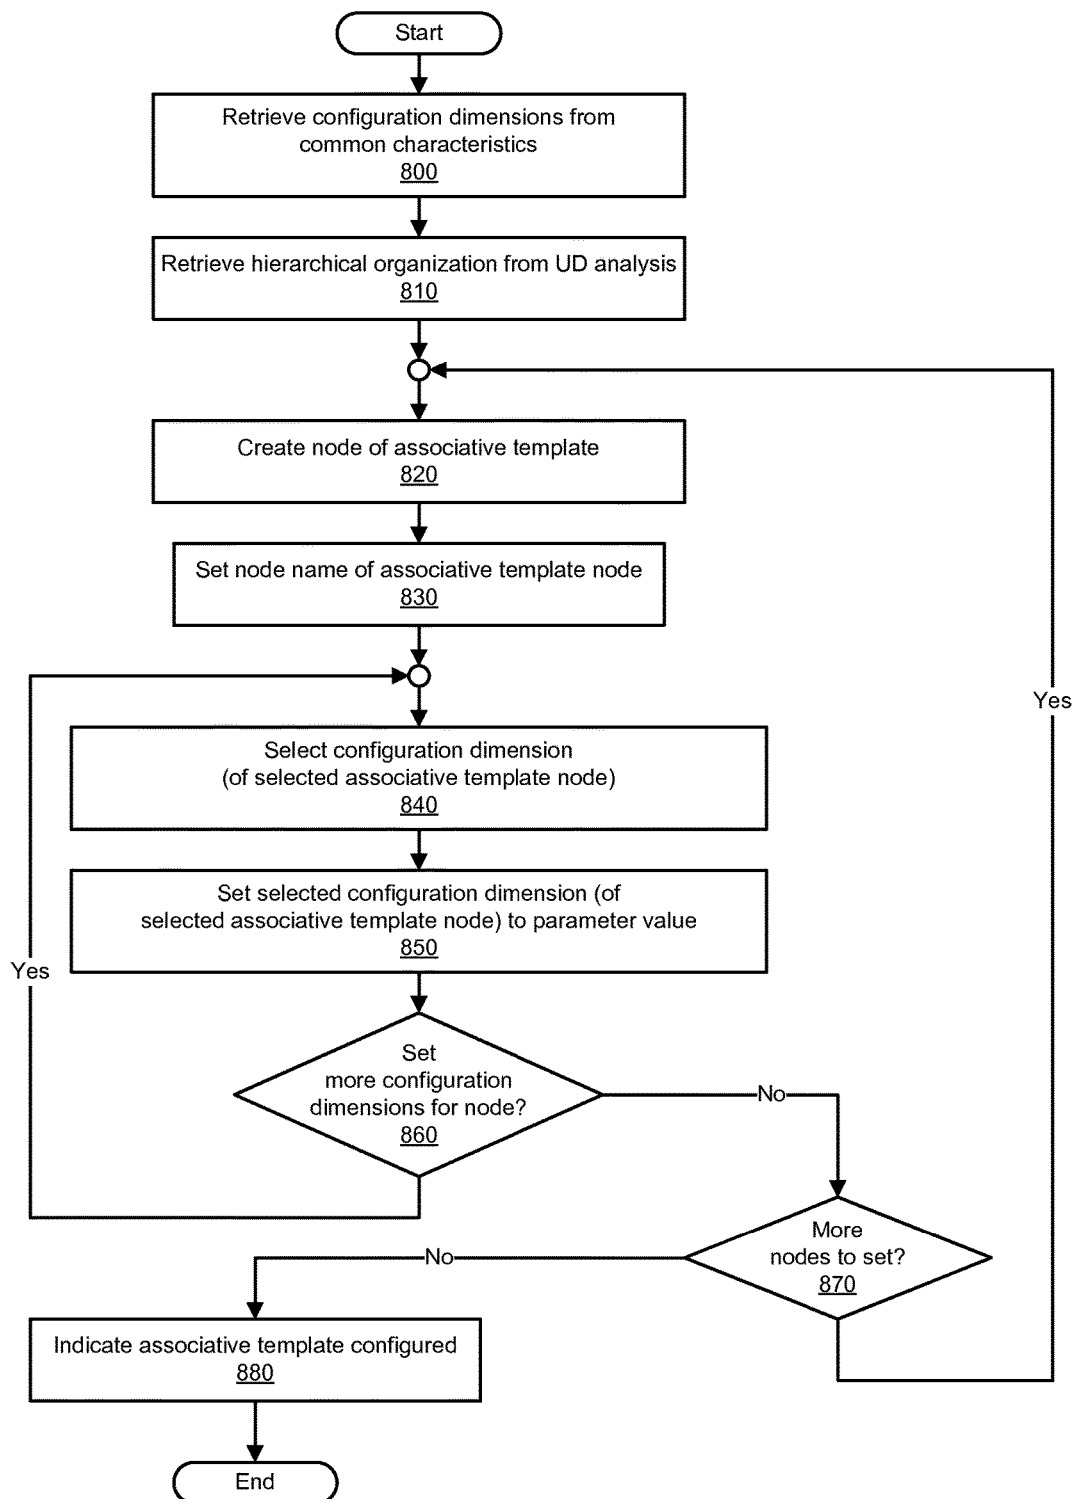 Start
Retrieve configuration dimensions from
common characteristics
800
Retrieve hierarchical organization from UD analysis
810
Create node of associative template
820
Set node name of associative template node
830
Yes
Select configuration dimension
(of selected associative template node)
840
Set selected configuration dimension (of
selected associative template node) to parameter value
850
Yes
Set
more configuration
dimensions for node?
860
No
More
nodes to set?
870
No
Indicate associative template configured
880
End